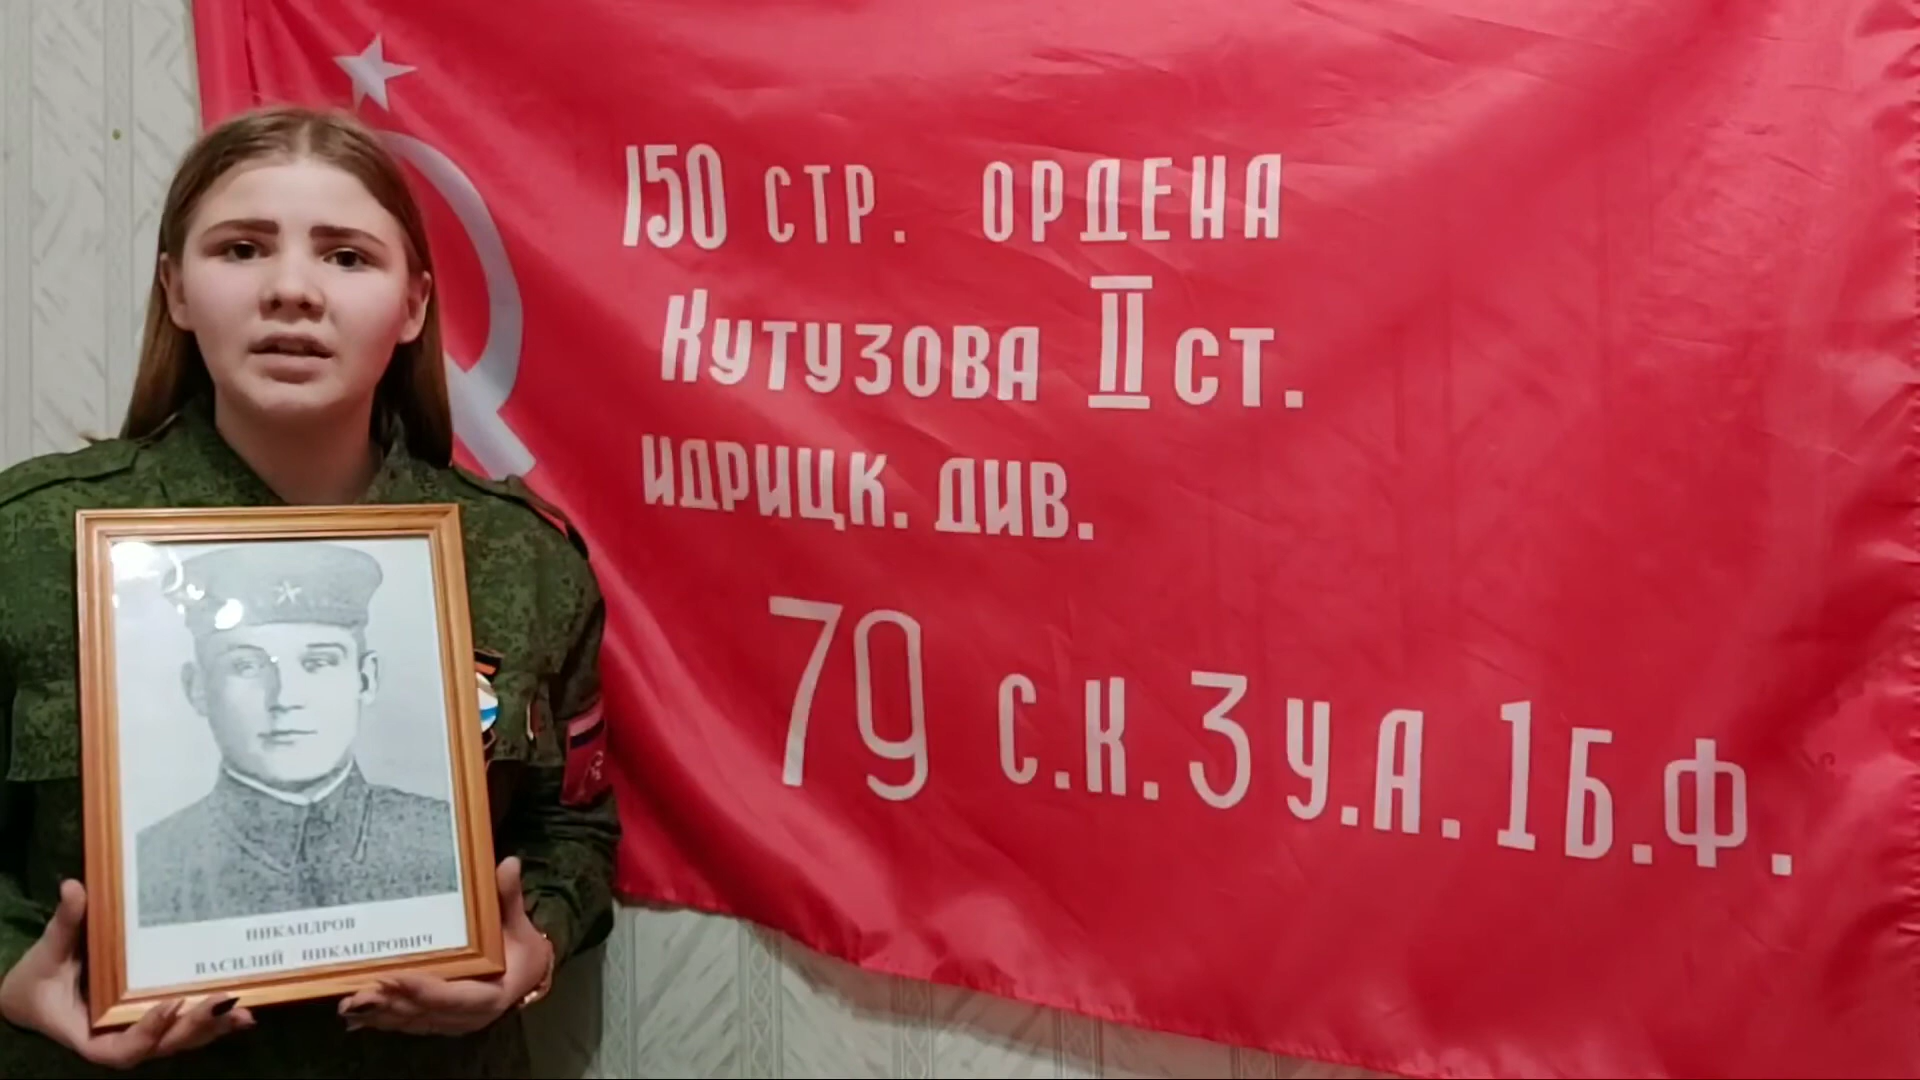 150 СТР. ОРДЕНА
КУТУЗОВА II СТ.
ИДРИЦК. ДИВ.
79 С.К. 3 У.А. 1 Б.Ф.
НИКАНДРОВ
ВАСИЛИЙ НИКАНДРОВИЧ